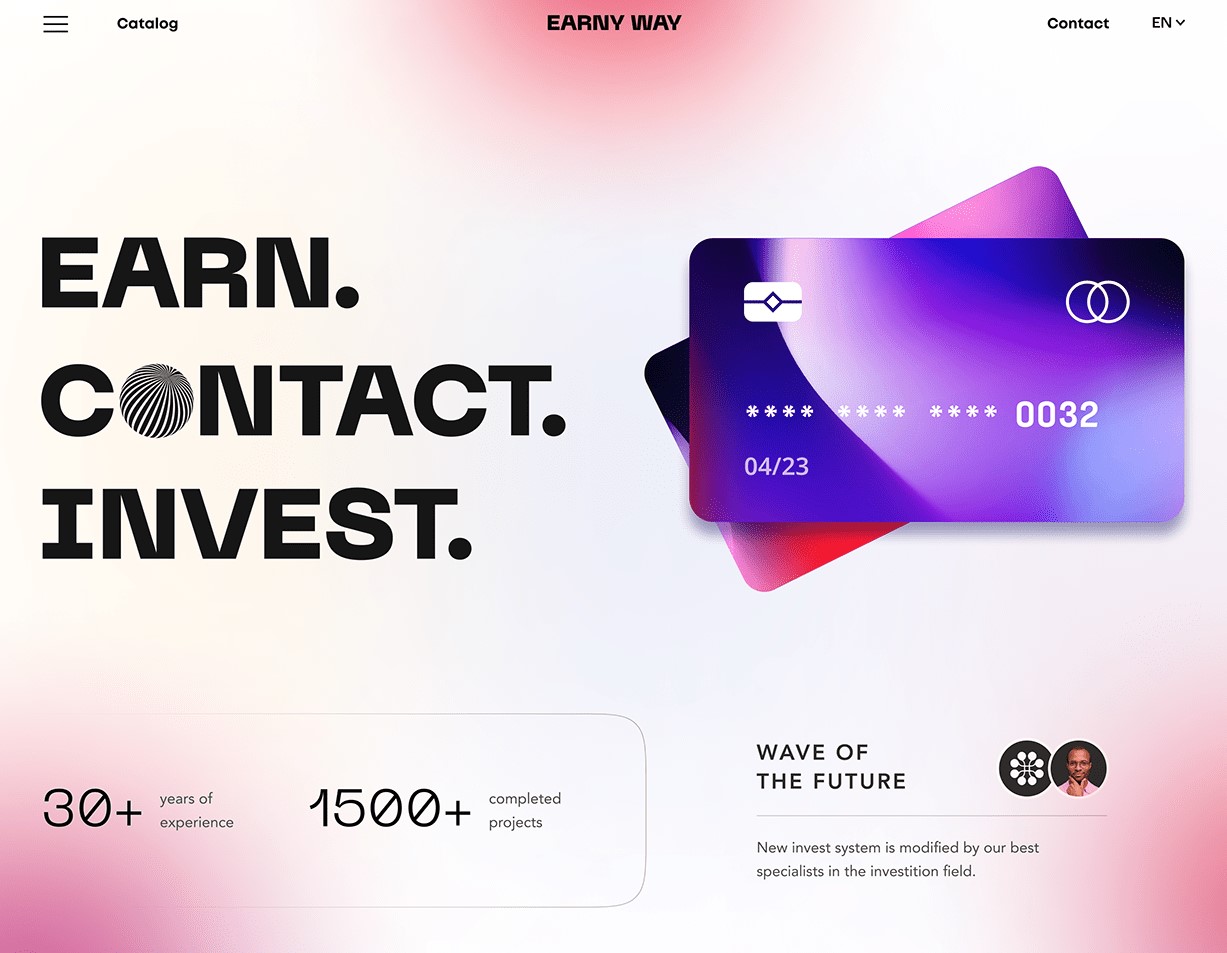 Catalog
EARNY WAY
Contact
EN
EARN.
CONTACT.
INVEST.
**** **** **** 0032
04/23
30+
years of
experience
1500+
completed
projects
WAVE OF
THE FUTURE
New invest system is modified by our best
specialists in the investition field.